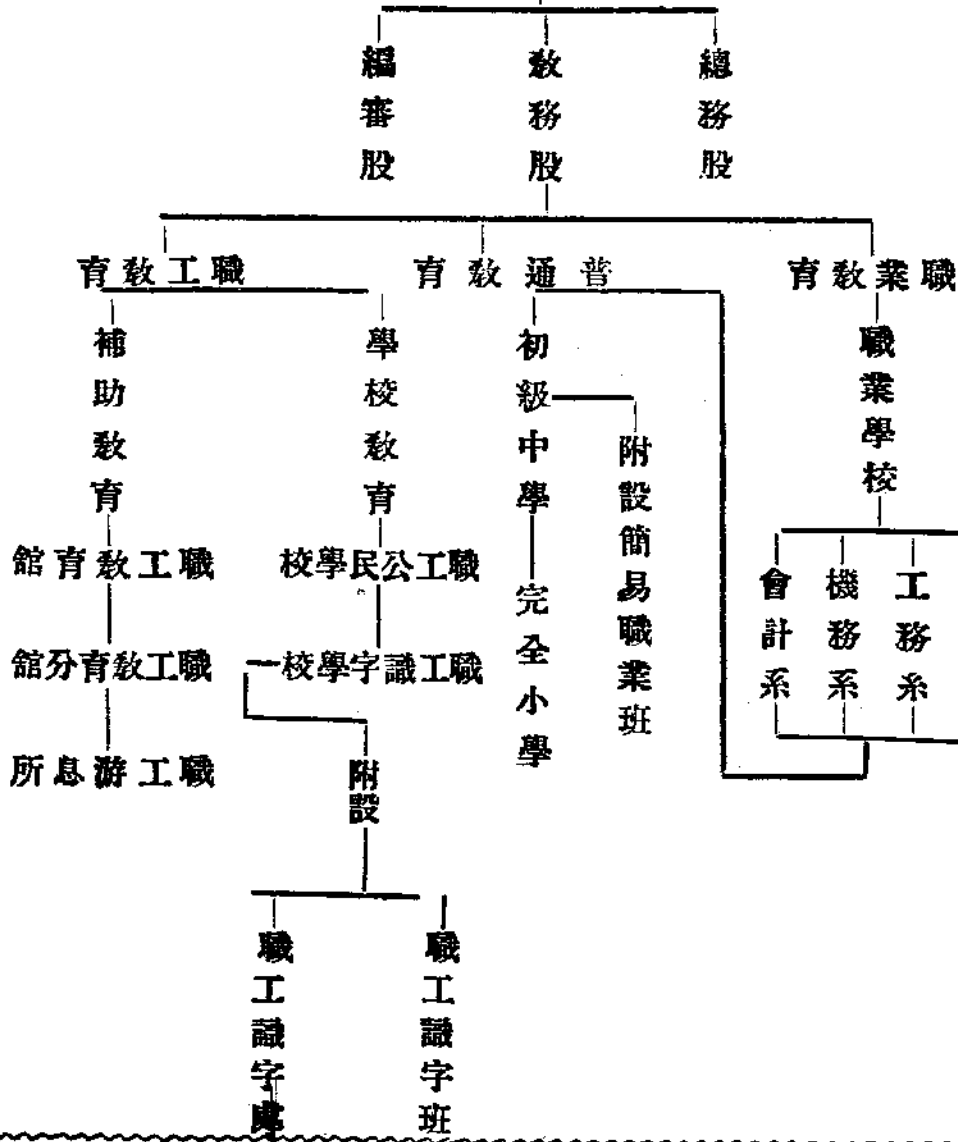 總務股
教務股
編審股
職業教育
普通教育
職工教育
職業學校
工務系
機務系
會計系
初級中學
附設簡易職業班
完全小學
學校教育
職工公民學校
職工識字學校
附設
職工識字班
職工識字處
補助教育
職工教育館
職工教育分館
職工游息所